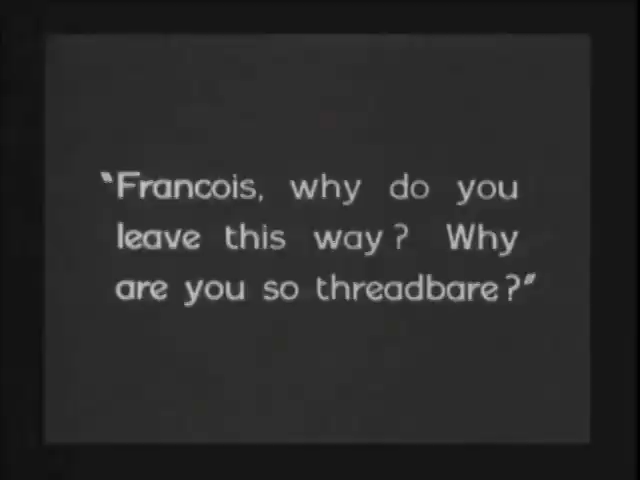 "Francois, why do you
leave this way? Why
are you so threadbare?"